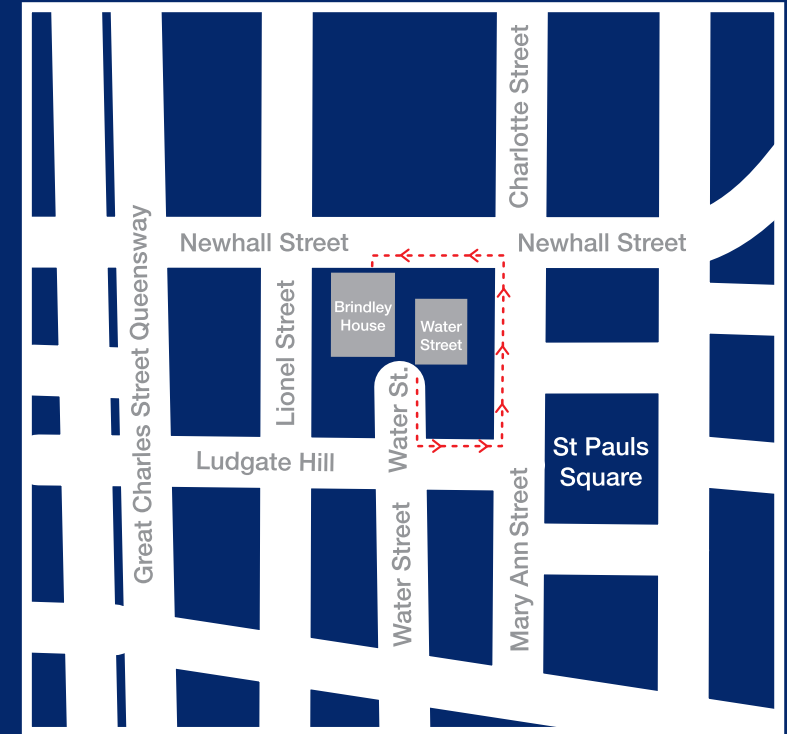 Charlotte Street
Newhall Street
Newhall Street
Great Charles Street Queensway
Lionel Street
Brindley
House
Water
Street
Water St.
Ludgate Hill
St Pauls
Square
Water Street
Mary Ann Street